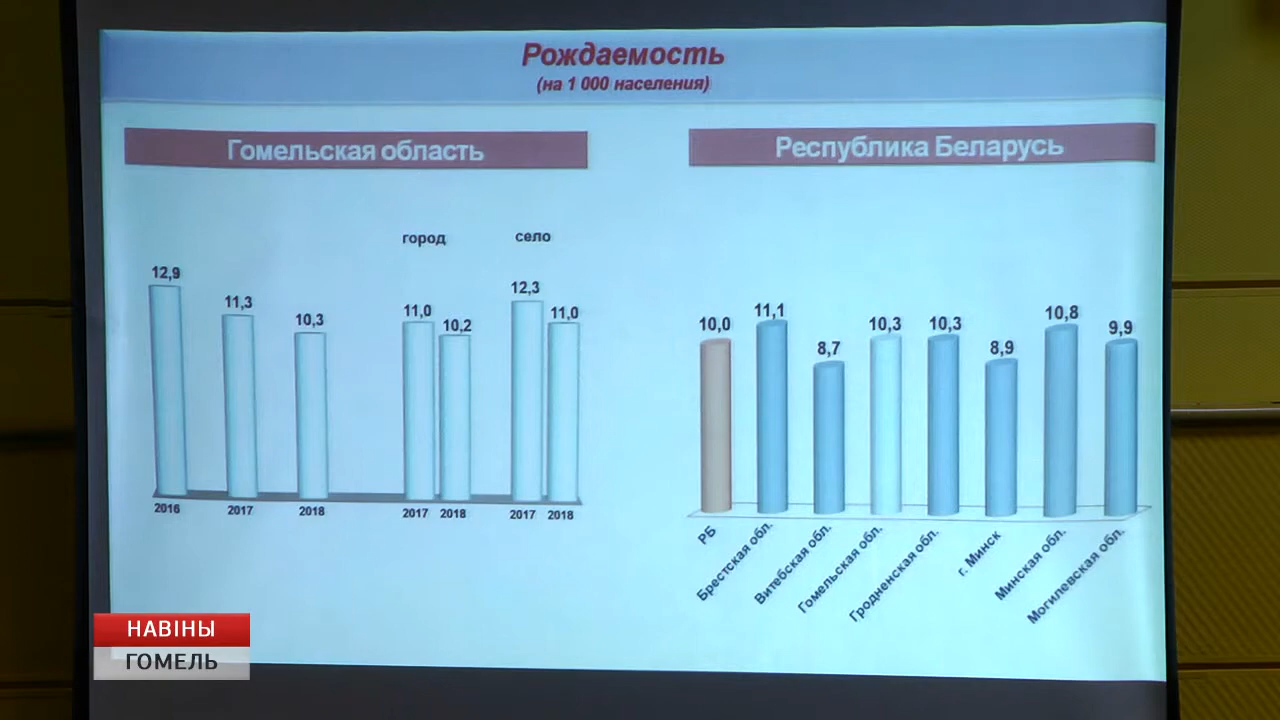 Рождаемость
(на 1 000 населения)
Гомельская область
город
село
12,9
11,3
10,3
11,0
10,2
12,3
11,0
2016
2017
2018
2017
2018
2017
2018
Республика Беларусь
10,0
11,1
8,7
10,3
10,3
8,9
10,8
9,9
РБ
Брестская обл.
Витебская обл.
Гомельская обл.
Гродненская обл.
г. Минск
Минская обл.
Могилевская обл.
НАВІНЫ
ГОМЕЛЬ